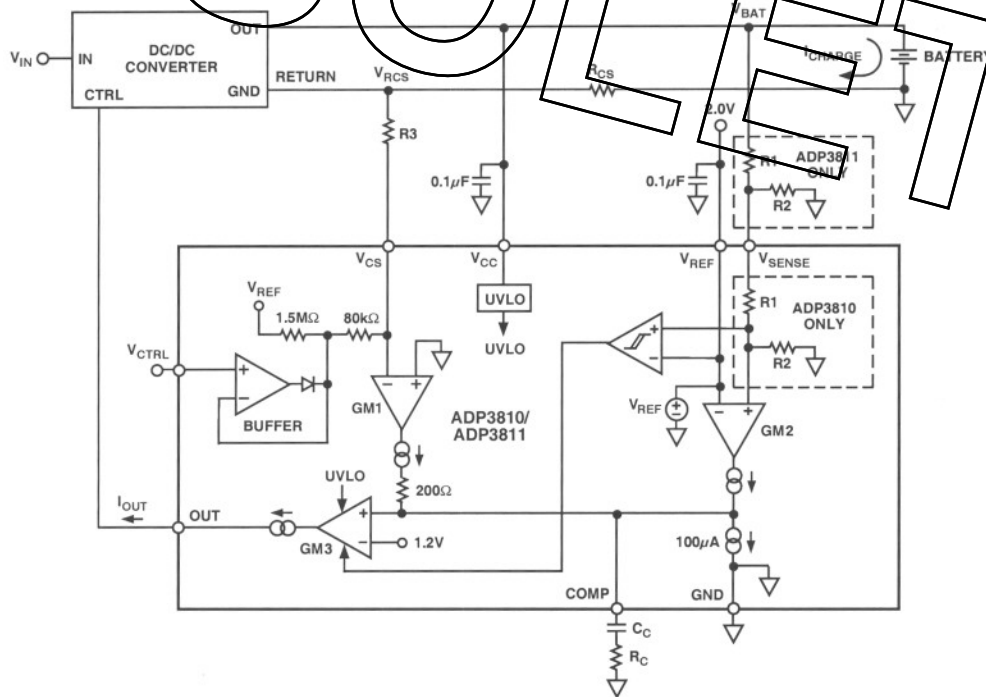 OUT
V_BAT
V_IN
IN
DC/DC
CONVERTER
I_CHARGE
BATTERY
RETURN
V_RCS
R_CS
CTRL
GND
2.0V
R3
R1
ADP3811
ONLY
0.1µF
0.1µF
R2
V_CS
V_CC
V_REF
V_SENSE
V_REF
UVLO
R1
ADP3810
ONLY
1.5MΩ
80kΩ
UVLO
V_CTRL
+
+
−
R2
−
+
V_REF
−
+
−
GM1
GM2
BUFFER
ADP3810/
ADP3811
UVLO
200Ω
I_OUT
OUT
+
−
1.2V
100µA
GM3
COMP
GND
C_C
R_C